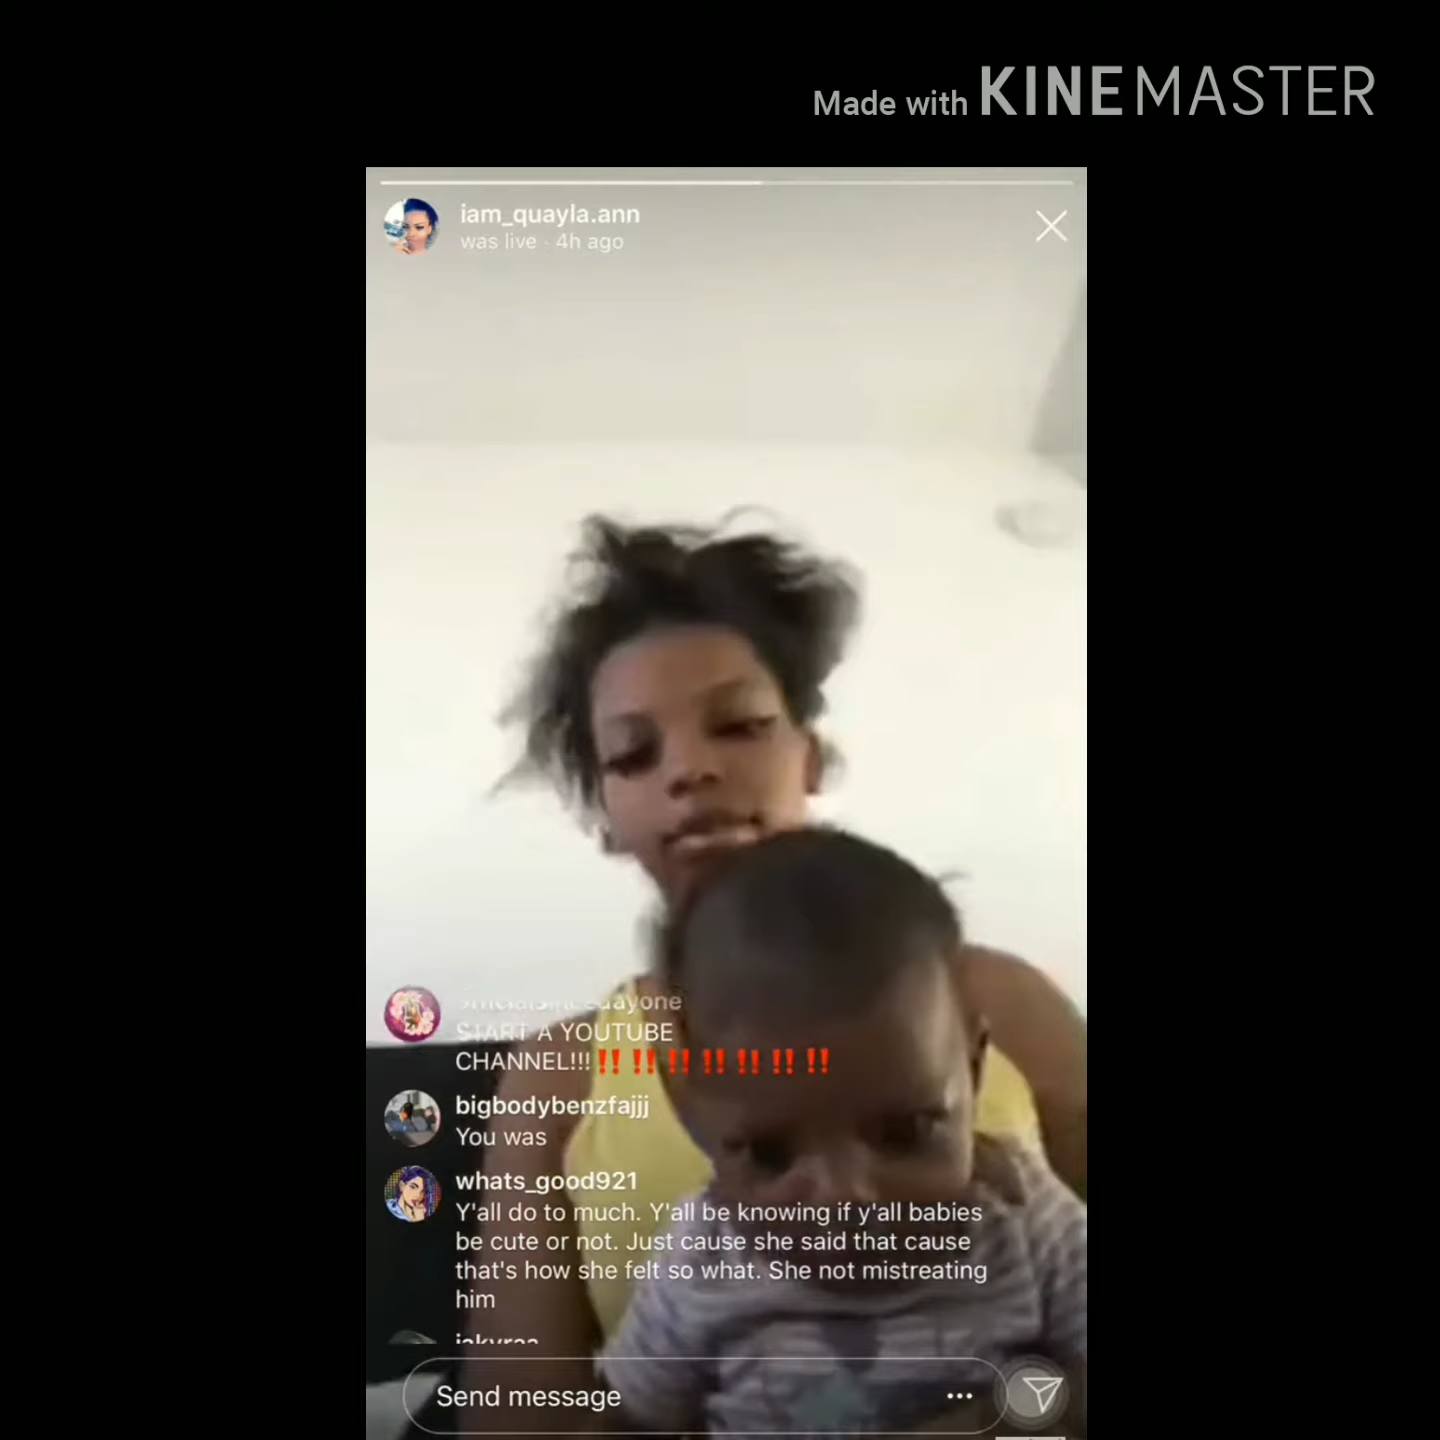 Made with KINEMASTER
iam_quayla.ann
was live · 4h ago
START A YOUTUBE
CHANNEL!!!‼️‼️‼️‼️‼️‼️‼️
bigbodybenzfajjj
You was
whats_good921
Y'all do to much. Y'all be knowing if y'all babies
be cute or not. Just cause she said that cause
that's how she felt so what. She not mistreating
him
Send message